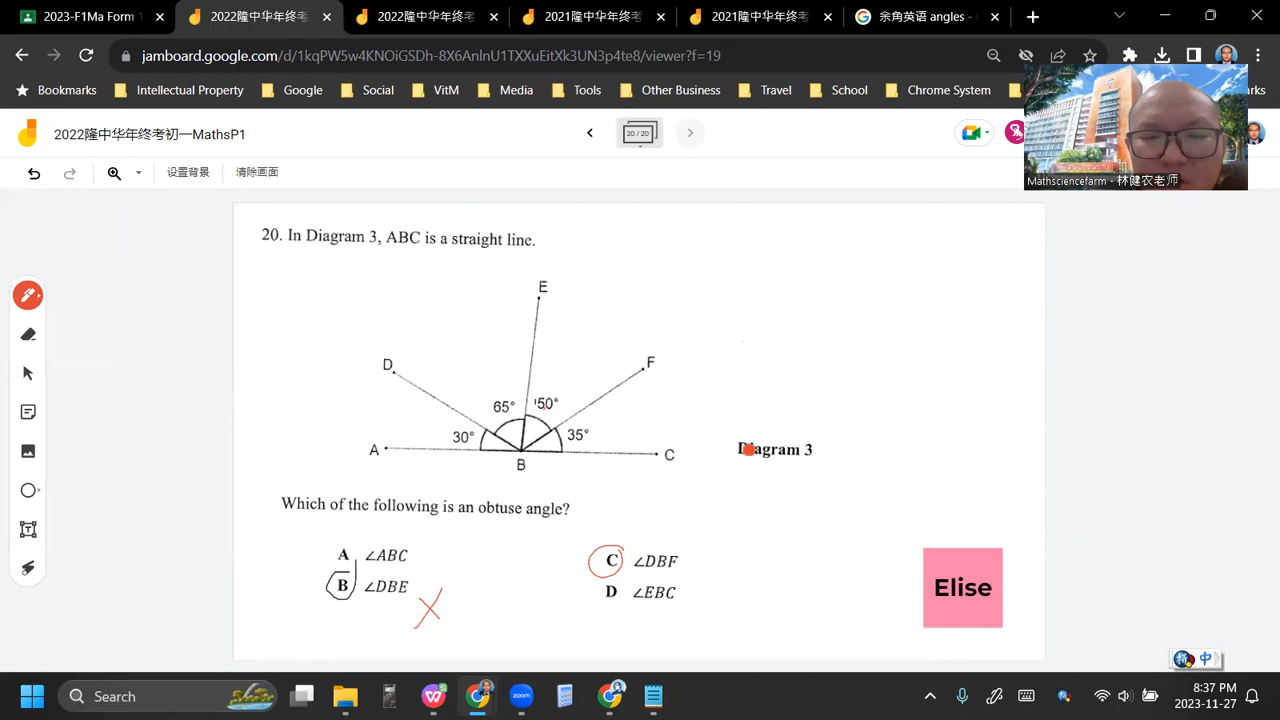 2023-F1Ma Form
2022隆中华年终考
2022隆中华年终考
2021隆中华年终考
2021隆中华年终考
余角英语 angles -
jamboard.google.com/d/1kqPW5w4KNOiGSDh-8X6AnlnU1TXXuEitXk3UN3p4te8/viewer?f=19
Bookmarks
Intellectual Property
Google
Social
VitM
Media
Tools
Other Business
Travel
School
Chrome System
2022隆中华年终考初一MathsP1
20 / 20
设置背景
清除画面
Mathsciencefarm - 林健农老师
20. In Diagram 3, ABC is a straight line.
E
D
F
65°
50°
30°
35°
A
C
B
Diagram 3
Which of the following is an obtuse angle?
A ∠ABC
C ∠DBF
B ∠DBE
D ∠EBC
Elise
中
Search
zoom
8:37 PM
2023-11-27